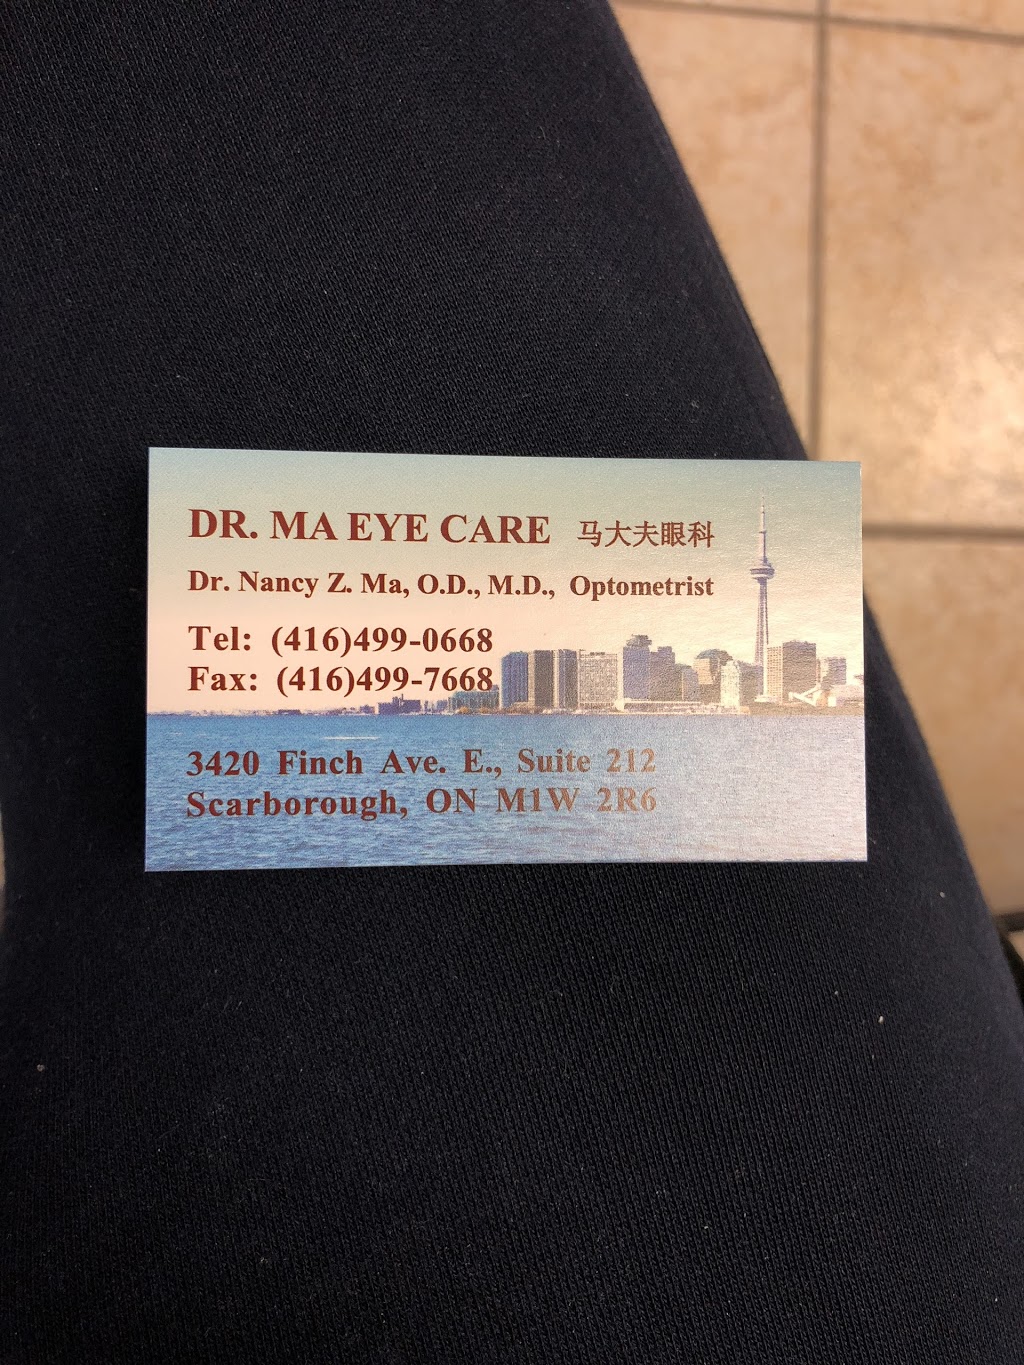 DR. MA EYE CARE 马大夫眼科
Dr. Nancy Z. Ma, O.D., M.D., Optometrist
Tel: (416)499-0668
Fax: (416)499-7668
3420 Finch Ave. E., Suite 212
Scarborough, ON M1W 2R6